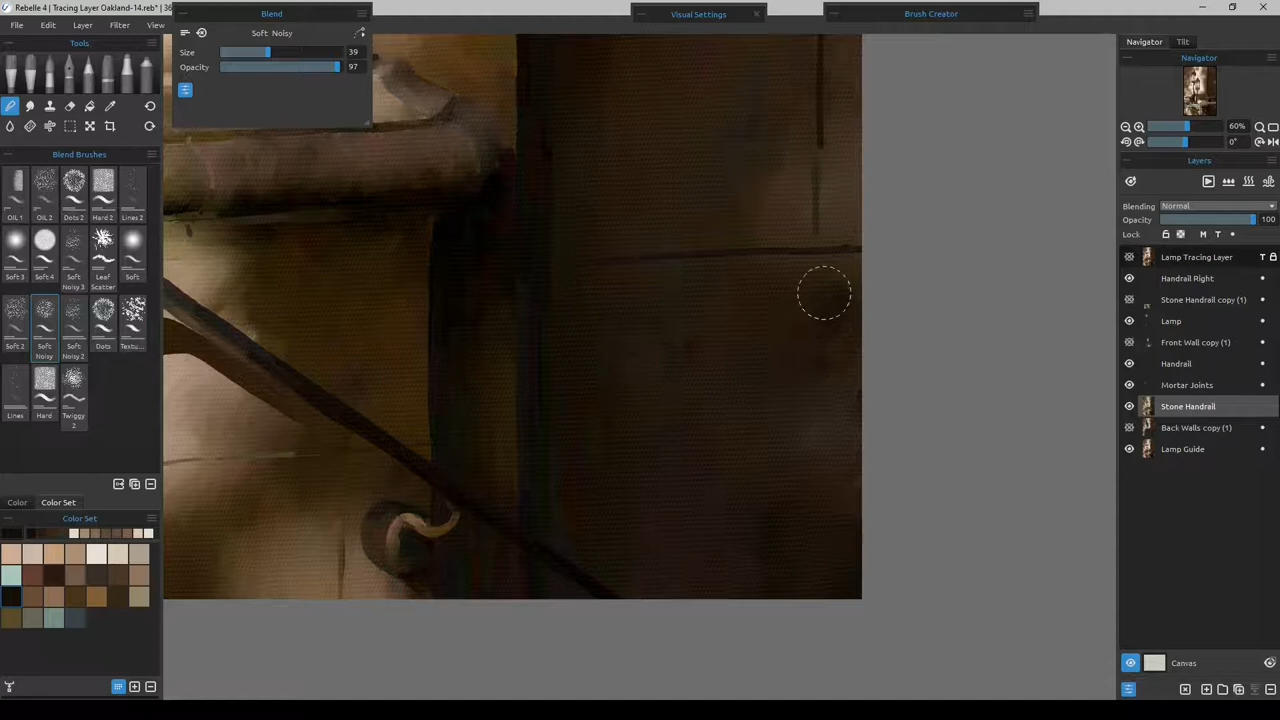 Rebelle 4 | Tracing Layer Oakland-14.reb* | 36
File Edit Layer Filter View
Blend
Soft Noisy
Size 39
Opacity 97
Visual Settings
Brush Creator
Tools
Blend Brushes
OIL 1 OIL 2 Dots 2 Hard 2 Lines 2
Soft 3 Soft 4 Soft Noisy 3 Leaf Scatter Soft
Soft 2 Soft Noisy Soft Noisy 2 Dots Textu...
Lines Hard Twiggy 2
Color Color Set
Color Set
Navigator Tilt
Navigator
60%
0°
Layers
Blending Normal
Opacity 100
Lock M T
Lamp Tracing Layer T
Handrail Right
Stone Handrail copy (1)
Lamp
Front Wall copy (1)
Handrail
Mortar Joints
Stone Handrail
Back Walls copy (1)
Lamp Guide
Canvas